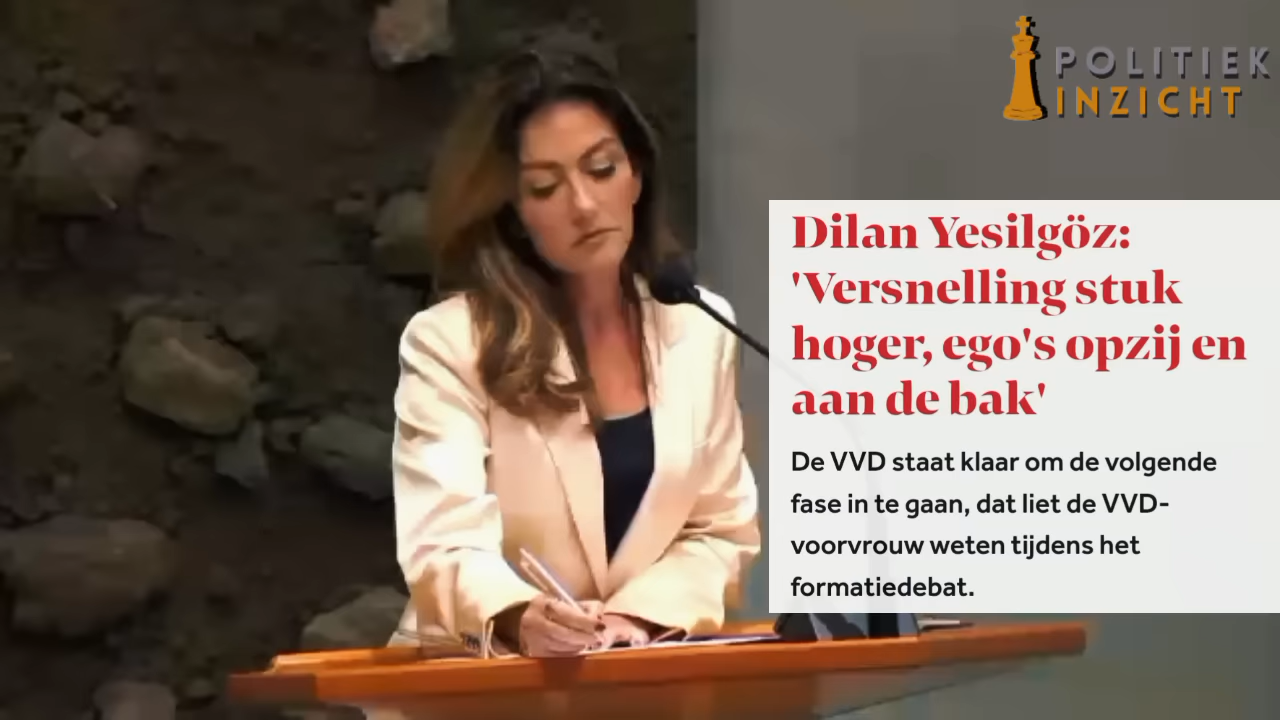 POLITIEK
INZICHT
Dilan Yesilgöz:
'Versnelling stuk
hoger, ego's opzij en
aan de bak'
De VVD staat klaar om de volgende
fase in te gaan, dat liet de VVD-
voorvrouw weten tijdens het
formatiedebat.